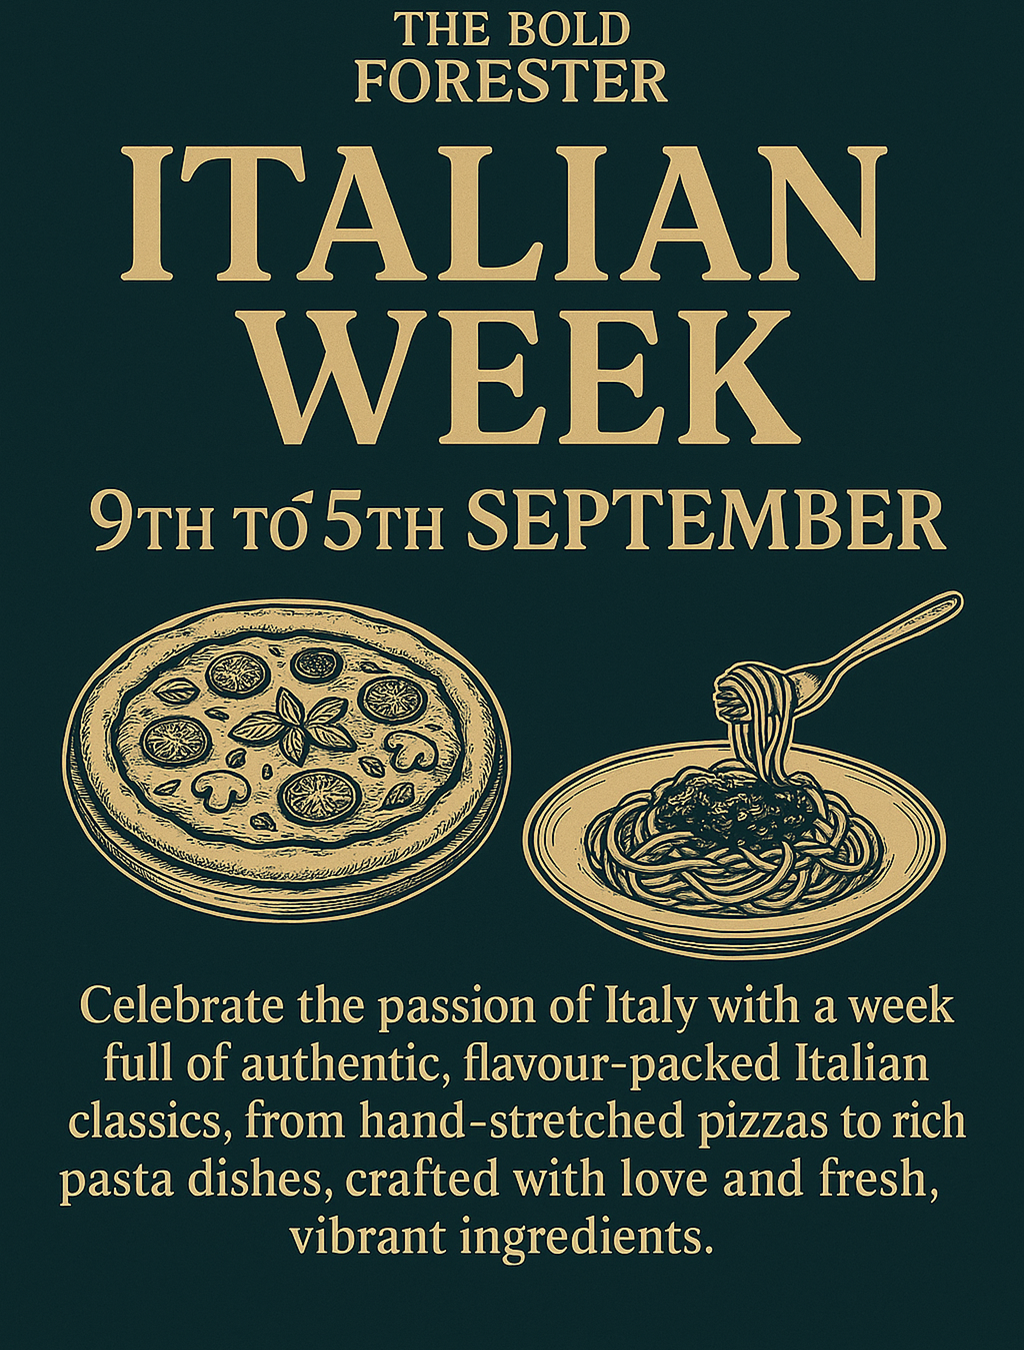 THE BOLD
FORESTER
ITALIAN
WEEK
9TH TO 5TH SEPTEMBER
Celebrate the passion of Italy with a week
full of authentic, flavour-packed Italian
classics, from hand-stretched pizzas to rich
pasta dishes, crafted with love and fresh,
vibrant ingredients.